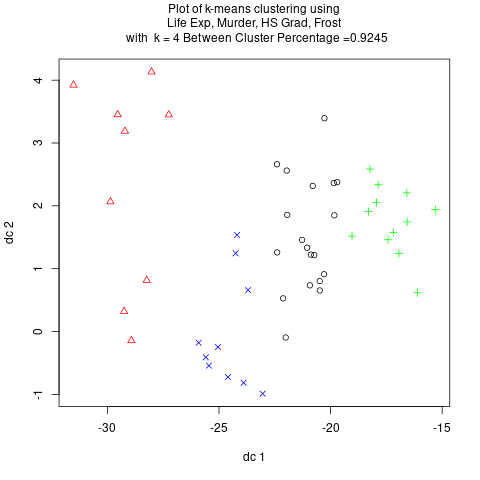 Plot of k-means clustering using
Life Exp, Murder, HS Grad, Frost
with k = 4 Between Cluster Percentage =0.9245
4
3
2
1
0
-1
dc 2
-30
-25
-20
-15
dc 1